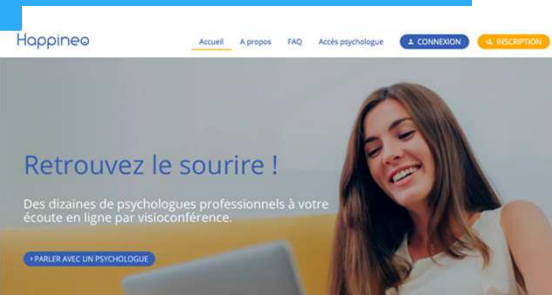 Happineo
Accueil A propos FAQ Accès psychologue CONNEXION INSCRIPTION
Retrouvez le sourire !
Des dizaines de psychologues professionnels à votre
écoute en ligne par visioconférence.
› PARLER AVEC UN PSYCHOLOGUE